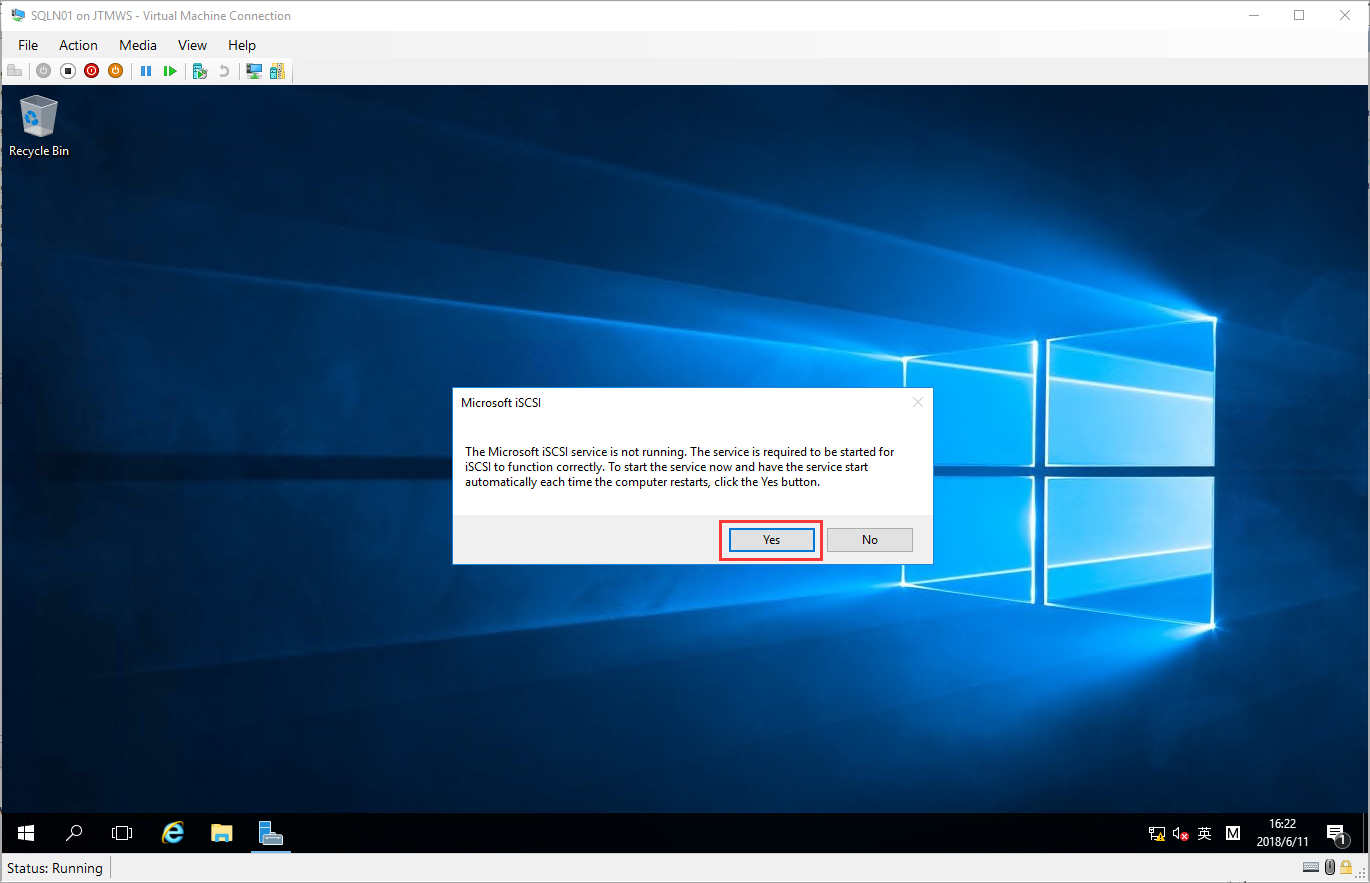 SQLN01 on JTMWS - Virtual Machine Connection
File Action Media View Help
Recycle Bin
Microsoft iSCSI
The Microsoft iSCSI service is not running. The service is required to be started for
iSCSI to function correctly. To start the service now and have the service start
automatically each time the computer restarts, click the Yes button.
Yes No
英 M
16:22
2018/6/11
1
Status: Running